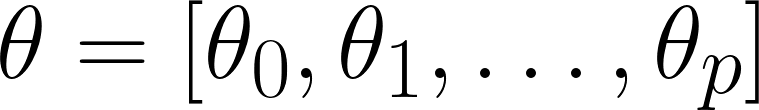 θ = [θ₀, θ₁, . . . , θₚ]